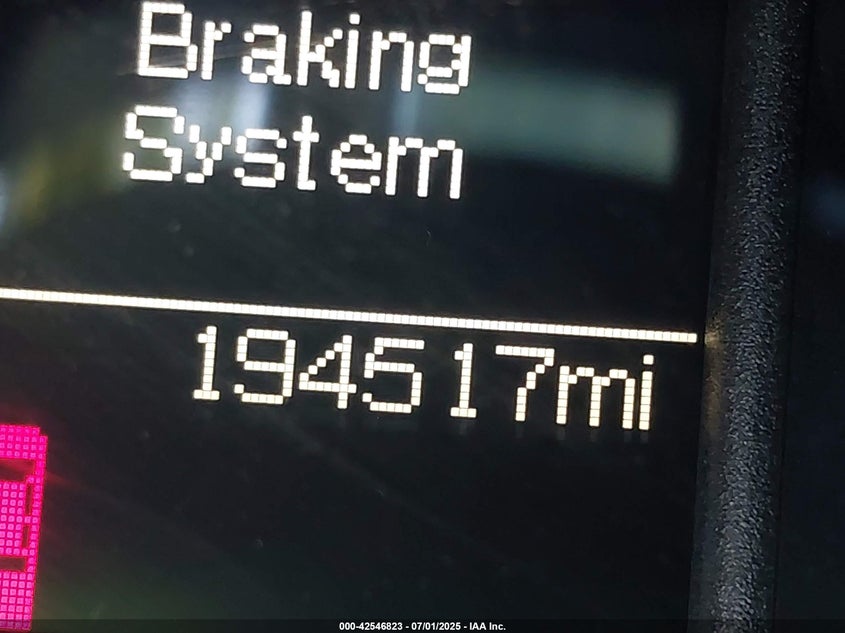 Braking
System
194517mi
000-42546823 - 07/01/2025 - IAA Inc.